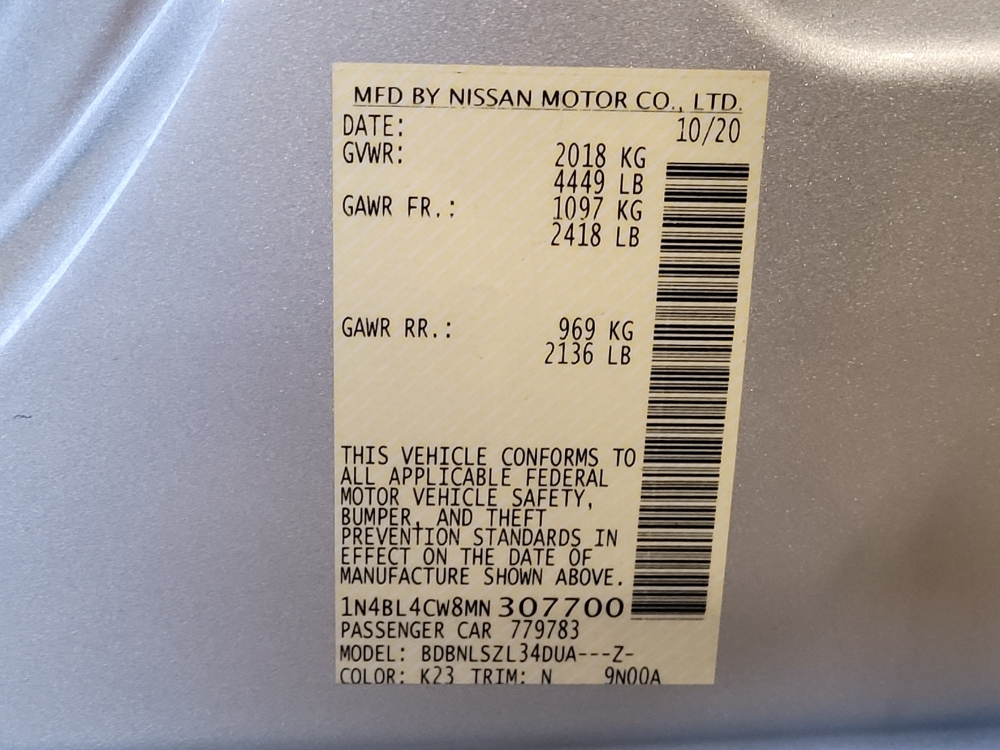 MFD BY NISSAN MOTOR CO., LTD.
DATE: 10/20
GVWR: 2018 KG
4449 LB
GAWR FR.: 1097 KG
2418 LB
GAWR RR.: 969 KG
2136 LB
THIS VEHICLE CONFORMS TO
ALL APPLICABLE FEDERAL
MOTOR VEHICLE SAFETY,
BUMPER, AND THEFT
PREVENTION STANDARDS IN
EFFECT ON THE DATE OF
MANUFACTURE SHOWN ABOVE.
1N4BL4CW8MN 307700
PASSENGER CAR 779783
MODEL: BDBNLSZL34DUA---Z-
COLOR: K23 TRIM: N 9N00A